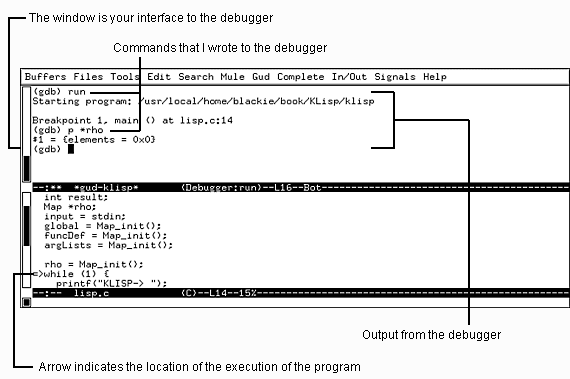 The window is your interface to the debugger
Commands that I wrote to the debugger
Buffers Files Tools Edit Search Mule Gud Complete In/Out Signals Help
(gdb) run
Starting program: /usr/local/home/blackie/book/KLisp/klisp
Breakpoint 1, main () at lisp.c:14
(gdb) p *rho
#1 = {elements = 0x0}
(gdb)
--:** *gud-klisp* (Debugger:run)--L16--Bot-----
int result;
Map *rho;
input = stdin;
global = Map_init();
funcDef = Map_init();
argLists = Map_init();
rho = Map_init();
=>while (1) {
printf("KLISP-> ");
--:-- lisp.c (C)--L14--15%-----
Output from the debugger
Arrow indicates the location of the execution of the program